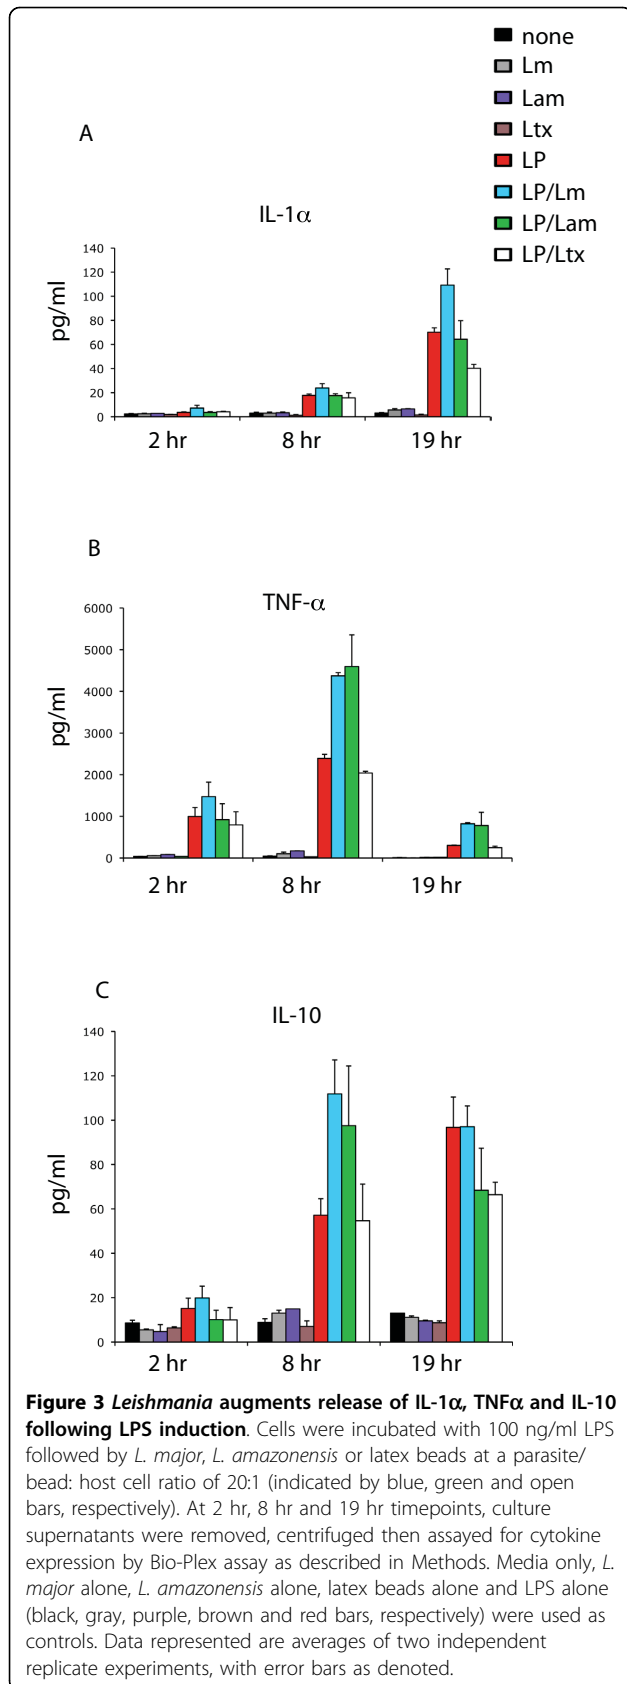 none
Lm
Lam
Ltx
LP
LP/Lm
LP/Lam
LP/Ltx
A
IL-1α
pg/ml
140
120
100
80
60
40
20
0
2 hr 8 hr 19 hr
B
TNF-α
pg/ml
6000
5000
4000
3000
2000
1000
0
2 hr 8 hr 19 hr
C
IL-10
pg/ml
140
120
100
80
60
40
20
0
2 hr 8 hr 19 hr
Figure 3 Leishmania augments release of IL-1α, TNFα and IL-10
following LPS induction. Cells were incubated with 100 ng/ml LPS
followed by L. major, L. amazonensis or latex beads at a parasite/
bead: host cell ratio of 20:1 (indicated by blue, green and open
bars, respectively). At 2 hr, 8 hr and 19 hr timepoints, culture
supernatants were removed, centrifuged then assayed for cytokine
expression by Bio-Plex assay as described in Methods. Media only, L.
major alone, L. amazonensis alone, latex beads alone and LPS alone
(black, gray, purple, brown and red bars, respectively) were used as
controls. Data represented are averages of two independent
replicate experiments, with error bars as denoted.